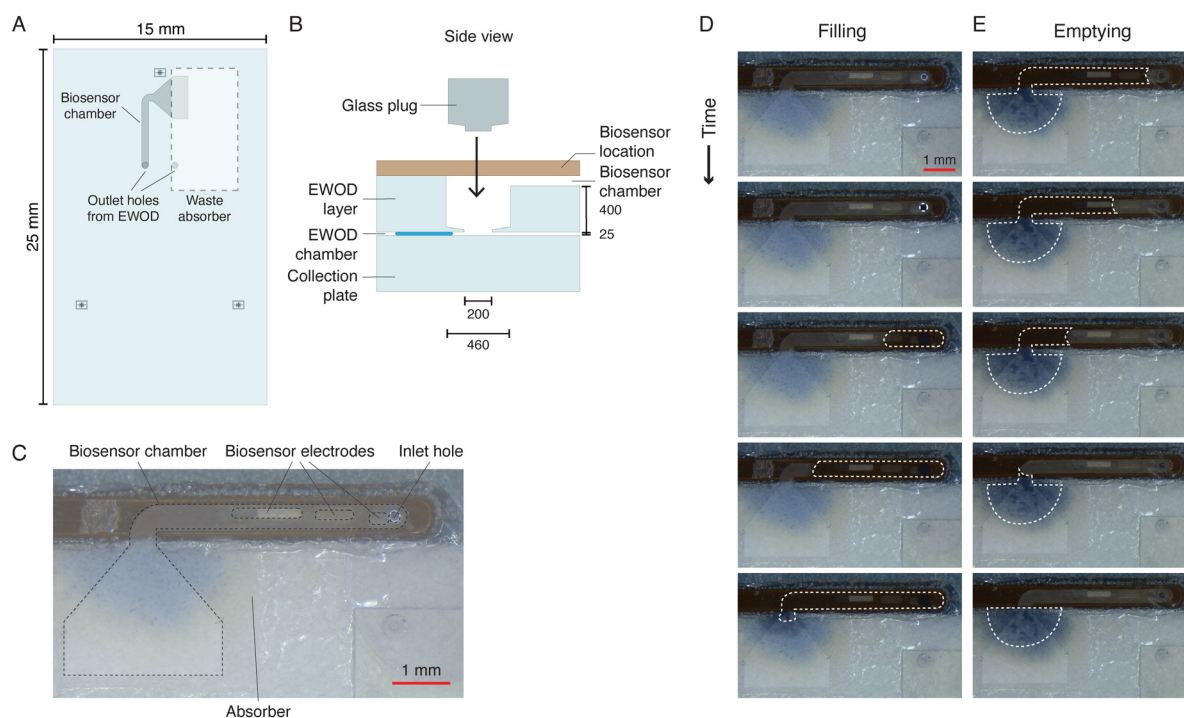 A
15 mm
25 mm
Biosensor
chamber
Outlet holes
from EWOD
Waste
absorber
B
Side view
Glass plug
Biosensor
location
Biosensor
chamber
EWOD
layer
400
25
EWOD
chamber
Collection
plate
200
460
C
Biosensor chamber
Biosensor electrodes
Inlet hole
1 mm
Absorber
D
Filling
Time
1 mm
E
Emptying